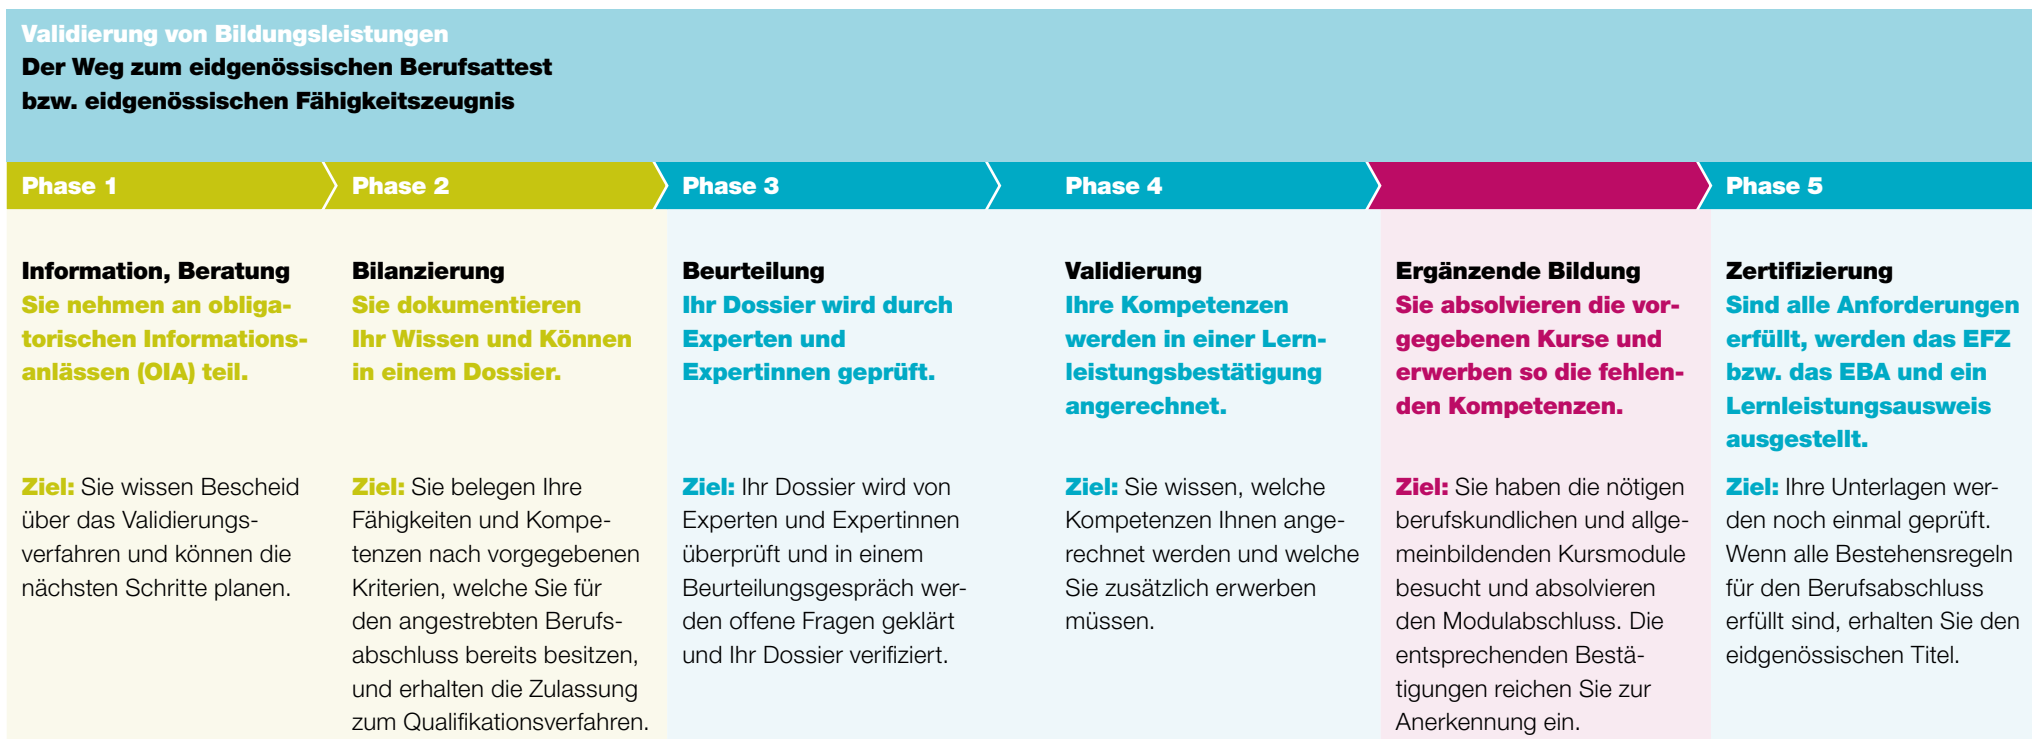 Validierung von Bildungsleistungen
Der Weg zum eidgenössischen Berufsattest
bzw. eidgenössischen Fähigkeitszeugnis
Phase 1
Phase 2
Phase 3
Phase 4
Phase 5
Information, Beratung
Sie nehmen an obliga-
torischen Informations-
anlässen (OIA) teil.
Ziel: Sie wissen Bescheid
über das Validierungs-
verfahren und können die
nächsten Schritte planen.
Bilanzierung
Sie dokumentieren
Ihr Wissen und Können
in einem Dossier.
Ziel: Sie belegen Ihre
Fähigkeiten und Kompe-
tenzen nach vorgegebenen
Kriterien, welche Sie für
den angestrebten Berufs-
abschluss bereits besitzen,
und erhalten die Zulassung
zum Qualifikationsverfahren.
Beurteilung
Ihr Dossier wird durch
Experten und
Expertinnen geprüft.
Ziel: Ihr Dossier wird von
Experten und Expertinnen
überprüft und in einem
Beurteilungsgespräch wer-
den offene Fragen geklärt
und Ihr Dossier verifiziert.
Validierung
Ihre Kompetenzen
werden in einer Lern-
leistungsbestätigung
angerechnet.
Ziel: Sie wissen, welche
Kompetenzen Ihnen ange-
rechnet werden und welche
Sie zusätzlich erwerben
müssen.
Ergänzende Bildung
Sie absolvieren die vor-
gegebenen Kurse und
erwerben so die fehlen-
den Kompetenzen.
Ziel: Sie haben die nötigen
berufskundlichen und allge-
meinbildenden Kursmodule
besucht und absolvieren
den Modulabschluss. Die
entsprechenden Bestä-
tigungen reichen Sie zur
Anerkennung ein.
Zertifizierung
Sind alle Anforderungen
erfüllt, werden das EFZ
bzw. das EBA und ein
Lernleistungsausweis
ausgestellt.
Ziel: Ihre Unterlagen wer-
den noch einmal geprüft.
Wenn alle Bestehensregeln
für den Berufsabschluss
erfüllt sind, erhalten Sie den
eidgenössischen Titel.